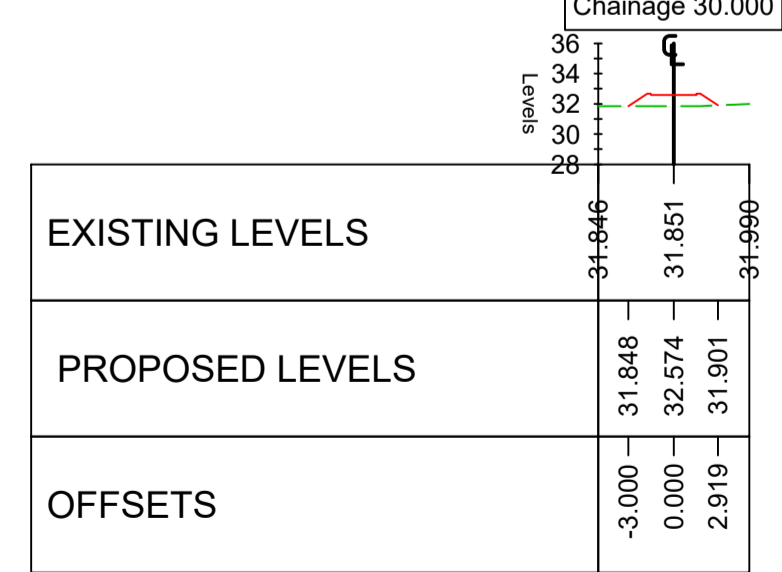 Chainage 30.000
CL
36
34
32
30
28
Levels
EXISTING LEVELS
31.846
31.851
31.990
PROPOSED LEVELS
31.848
32.574
31.901
OFFSETS
-3.000
0.000
2.919